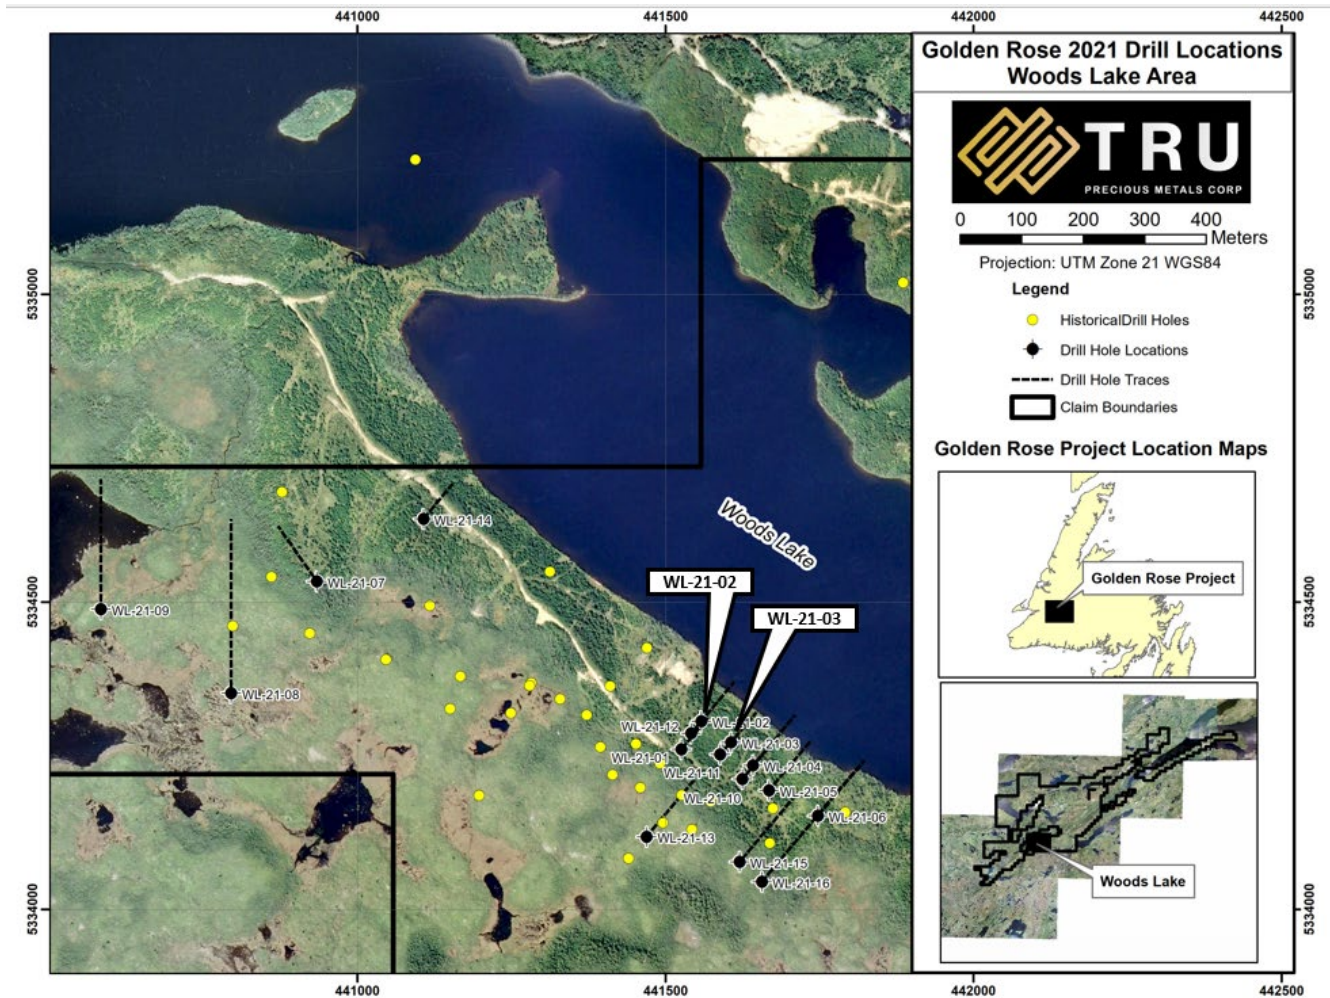 441000
441500
442000
442500
Golden Rose 2021 Drill Locations
Woods Lake Area
TRU
PRECIOUS METALS CORP
0 100 200 300 400
Meters
Projection: UTM Zone 21 WGS84
Legend
HistoricalDrill Holes
Drill Hole Locations
Drill Hole Traces
Claim Boundaries
Golden Rose Project Location Maps
Golden Rose Project
Woods Lake
5335000
5335000
5334500
5334500
5334000
5334000
Woods Lake
WL-21-02
WL-21-03
WL-21-14
WL-21-07
WL-21-09
WL-21-08
WL-21-12
WL-21-02
WL-21-01
WL-21-03
WL-21-11
WL-21-04
WL-21-10
WL-21-05
WL-21-06
WL-21-13
WL-21-15
WL-21-16
441000
441500
442000
442500